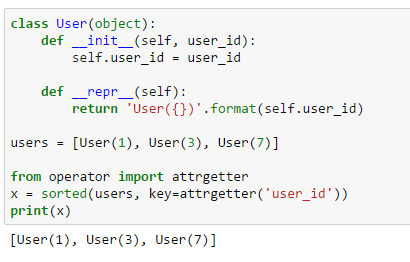 class User(object):
    def __init__(self, user_id):
        self.user_id = user_id

    def __repr__(self):
        return 'User({})'.format(self.user_id)

users = [User(1), User(3), User(7)]

from operator import attrgetter
x = sorted(users, key=attrgetter('user_id'))
print(x)
[User(1), User(3), User(7)]